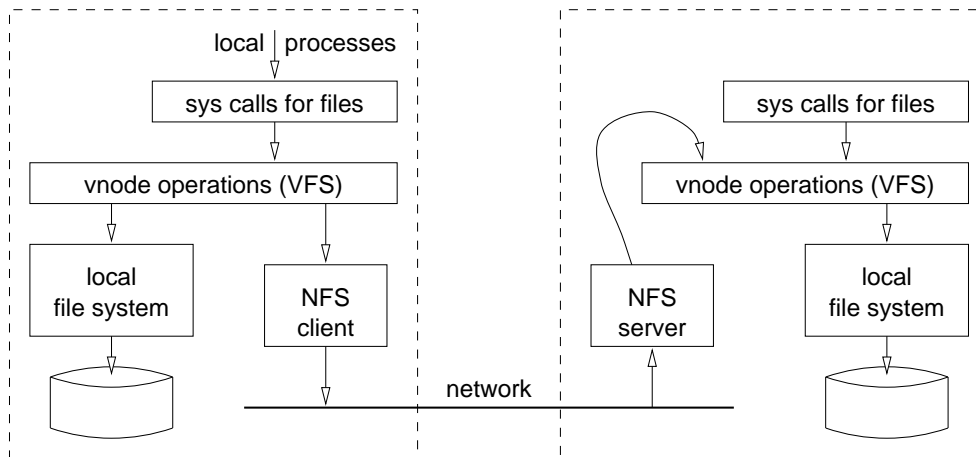 local processes
sys calls for files
vnode operations (VFS)
local
file system
NFS
client
network
sys calls for files
vnode operations (VFS)
NFS
server
local
file system